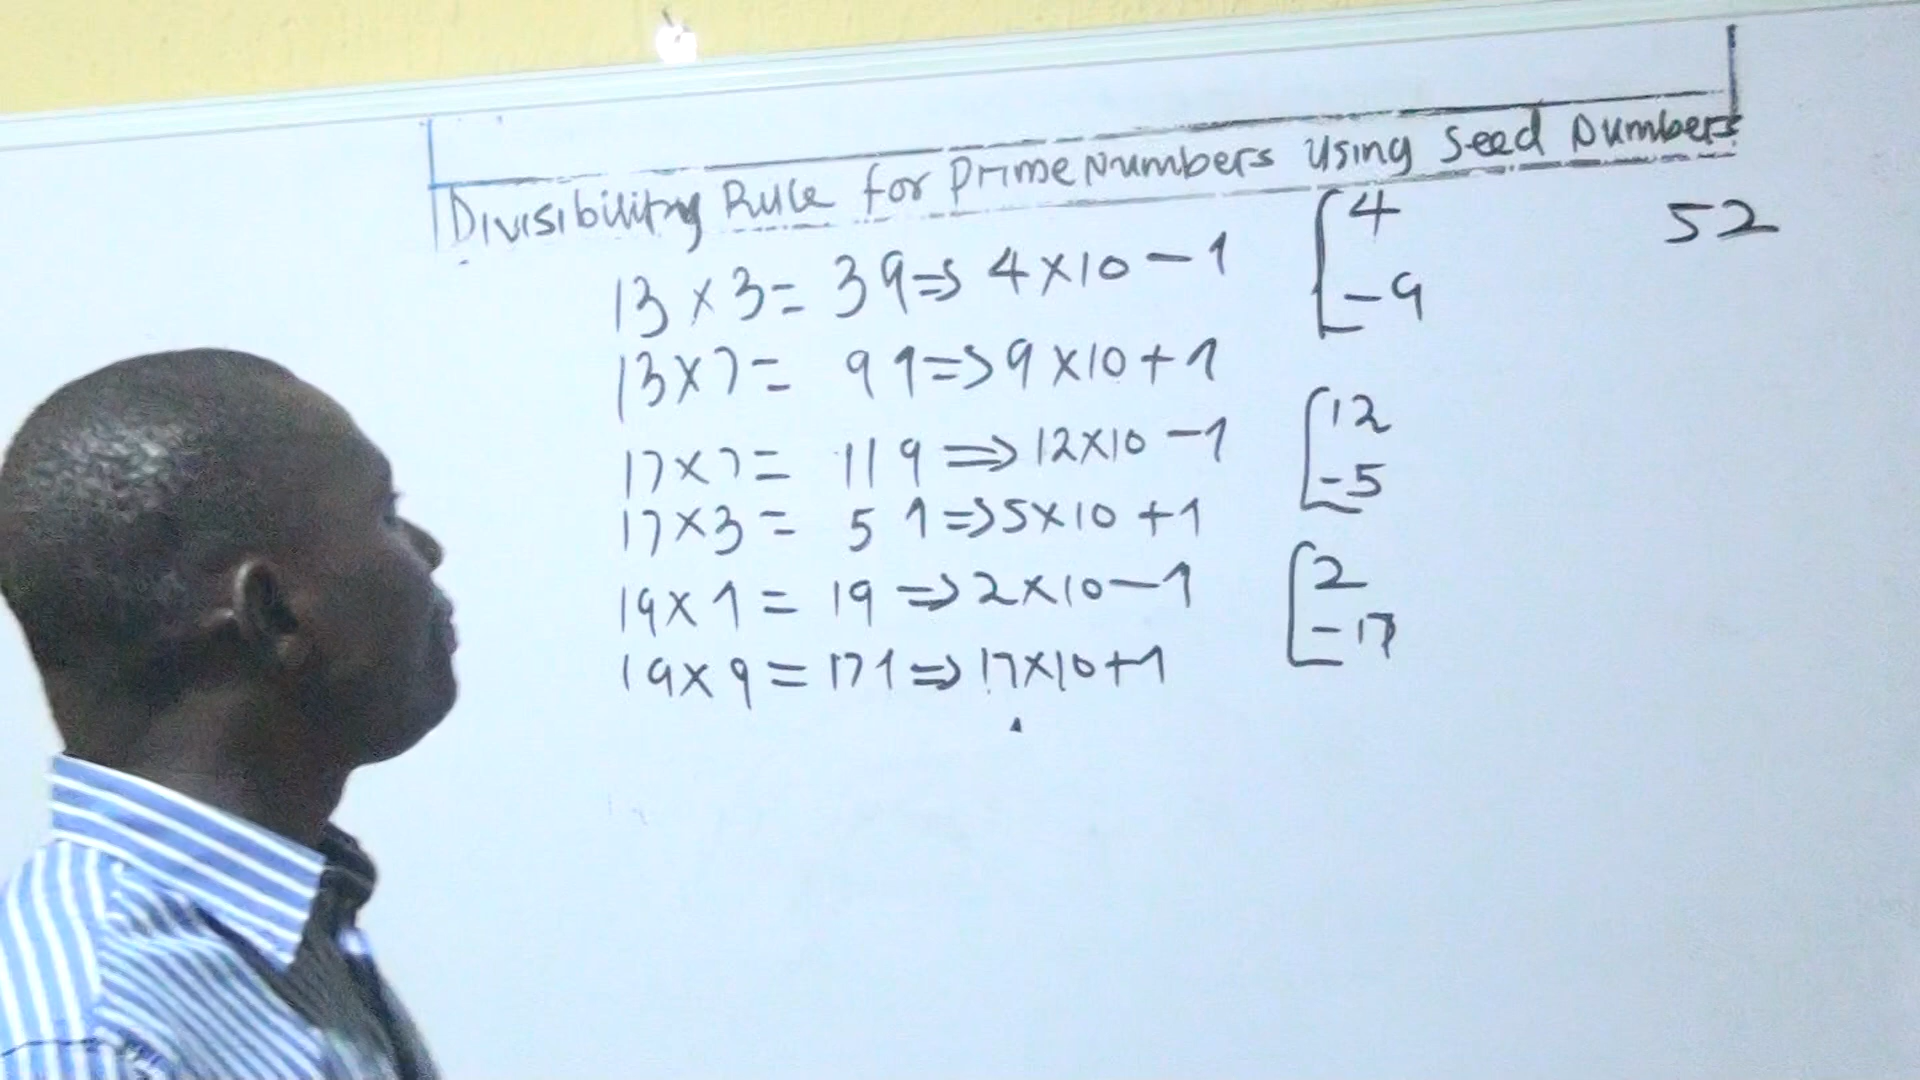 Divisibility Rule for Prime Numbers Using Seed Numbers
13 × 3 = 39 => 4 × 10 - 1 [4 52
-9
13 × 7 = 91 => 9 × 10 + 1
17 × 7 = 119 => 12 × 10 - 1 [12
17 × 3 = 51 => 5 × 10 + 1 -5
19 × 1 = 19 => 2 × 10 - 1 [2
19 × 9 = 171 => 17 × 10 + 1 -17